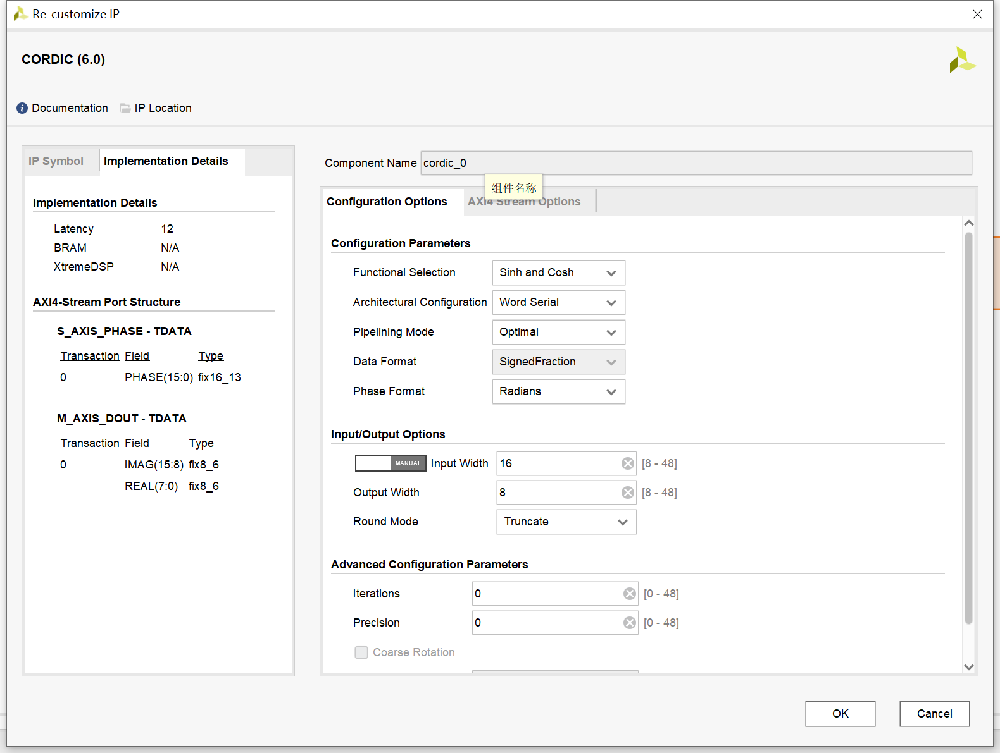 Re-customize IP
CORDIC (6.0)
Documentation IP Location
IP Symbol Implementation Details
Implementation Details
Latency 12
BRAM N/A
XtremeDSP N/A
AXI4-Stream Port Structure
S_AXIS_PHASE - TDATA
Transaction Field Type
0 PHASE(15:0) fix16_13
M_AXIS_DOUT - TDATA
Transaction Field Type
0 IMAG(15:8) fix8_6
REAL(7:0) fix8_6
Component Name cordic_0
组件名称
Configuration Options AXI4 Stream Options
Configuration Parameters
Functional Selection Sinh and Cosh
Architectural Configuration Word Serial
Pipelining Mode Optimal
Data Format SignedFraction
Phase Format Radians
Input/Output Options
MANUAL Input Width 16 [8 - 48]
Output Width 8 [8 - 48]
Round Mode Truncate
Advanced Configuration Parameters
Iterations 0 [0 - 48]
Precision 0 [0 - 48]
Coarse Rotation
OK Cancel